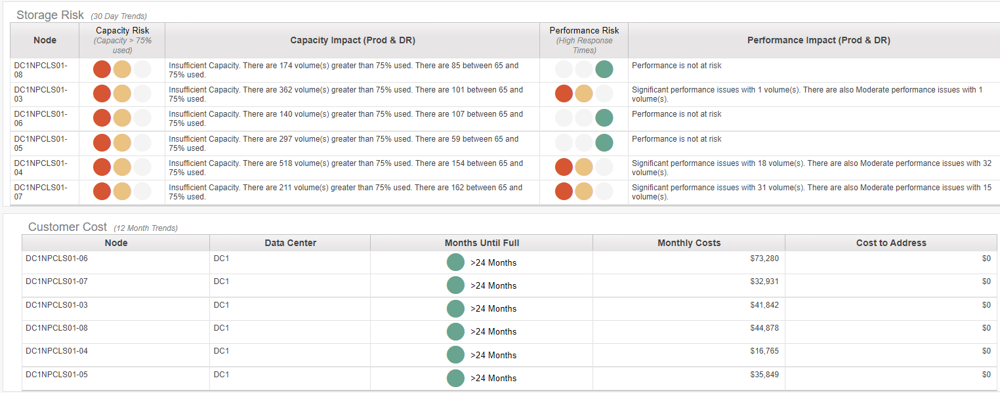 Storage Risk (30 Day Trends)
Node
Capacity Risk
(Capacity > 75%
used)
Capacity Impact (Prod & DR)
Performance Risk
(High Response
Times)
Performance Impact (Prod & DR)
DC1NPCLS01-
08
Insufficient Capacity. There are 174 volume(s) greater than 75% used. There are 85 between 65 and
75% used.
Performance is not at risk
DC1NPCLS01-
03
Insufficient Capacity. There are 362 volume(s) greater than 75% used. There are 101 between 65 and
75% used.
Significant performance issues with 1 volume(s). There are also Moderate performance issues with 1
volume(s).
DC1NPCLS01-
06
Insufficient Capacity. There are 140 volume(s) greater than 75% used. There are 107 between 65 and
75% used.
Performance is not at risk
DC1NPCLS01-
05
Insufficient Capacity. There are 297 volume(s) greater than 75% used. There are 59 between 65 and
75% used.
Performance is not at risk
DC1NPCLS01-
04
Insufficient Capacity. There are 518 volume(s) greater than 75% used. There are 154 between 65 and
75% used.
Significant performance issues with 18 volume(s). There are also Moderate performance issues with 32
volume(s).
DC1NPCLS01-
07
Insufficient Capacity. There are 211 volume(s) greater than 75% used. There are 162 between 65 and
75% used.
Significant performance issues with 31 volume(s). There are also Moderate performance issues with 15
volume(s).
Customer Cost (12 Month Trends)
Node Data Center Months Until Full Monthly Costs Cost to Address
DC1NPCLS01-06 DC1 >24 Months $73,280 $0
DC1NPCLS01-07 DC1 >24 Months $32,931 $0
DC1NPCLS01-03 DC1 >24 Months $41,842 $0
DC1NPCLS01-08 DC1 >24 Months $44,878 $0
DC1NPCLS01-04 DC1 >24 Months $16,765 $0
DC1NPCLS01-05 DC1 >24 Months $35,849 $0